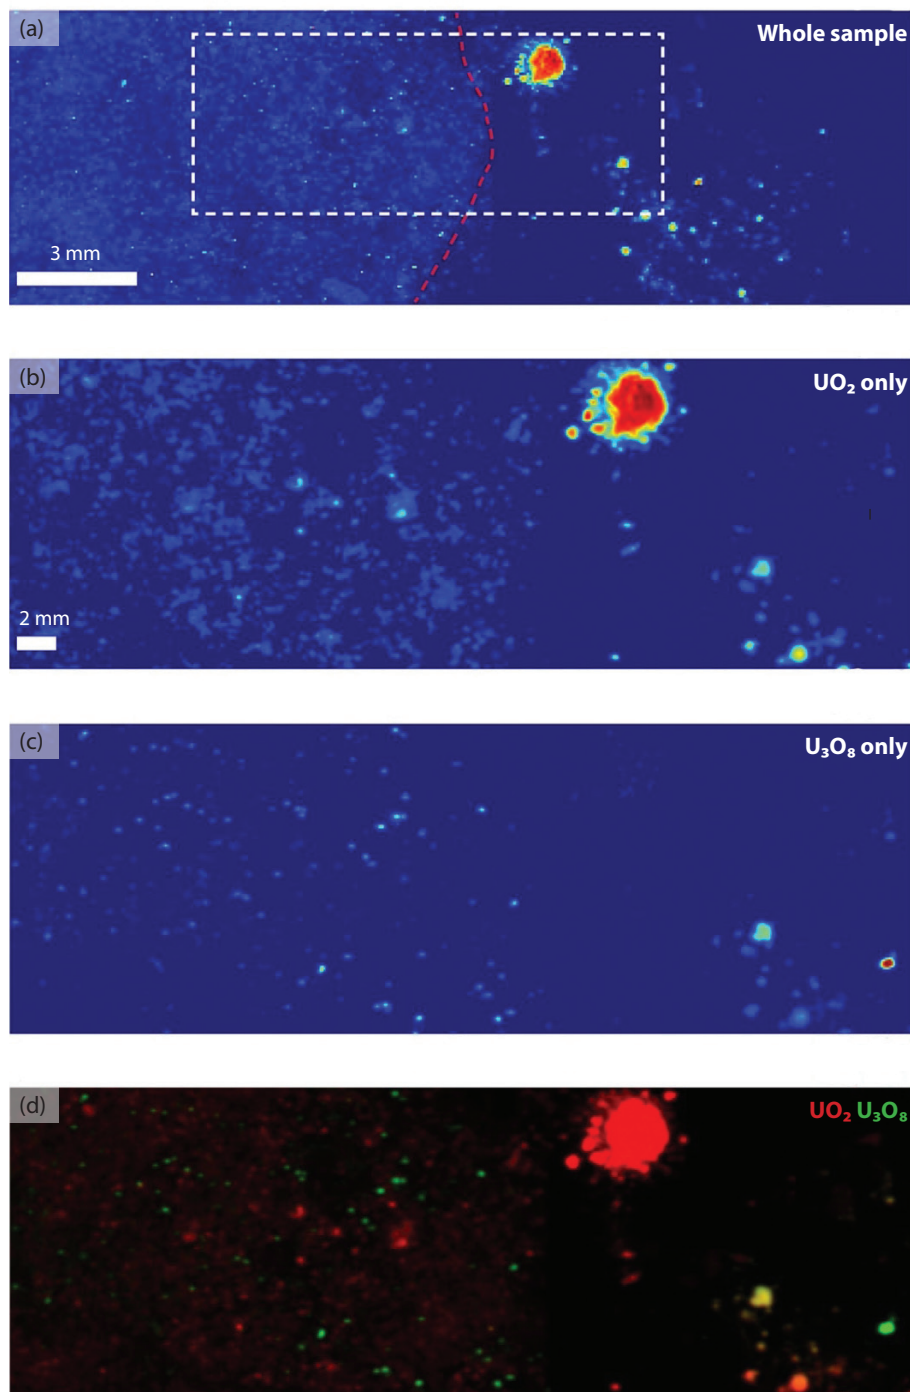 (a)
Whole sample
3 mm
(b)
UO₂ only
2 mm
(c)
U₃O₈ only
(d)
UO₂ U₃O₈